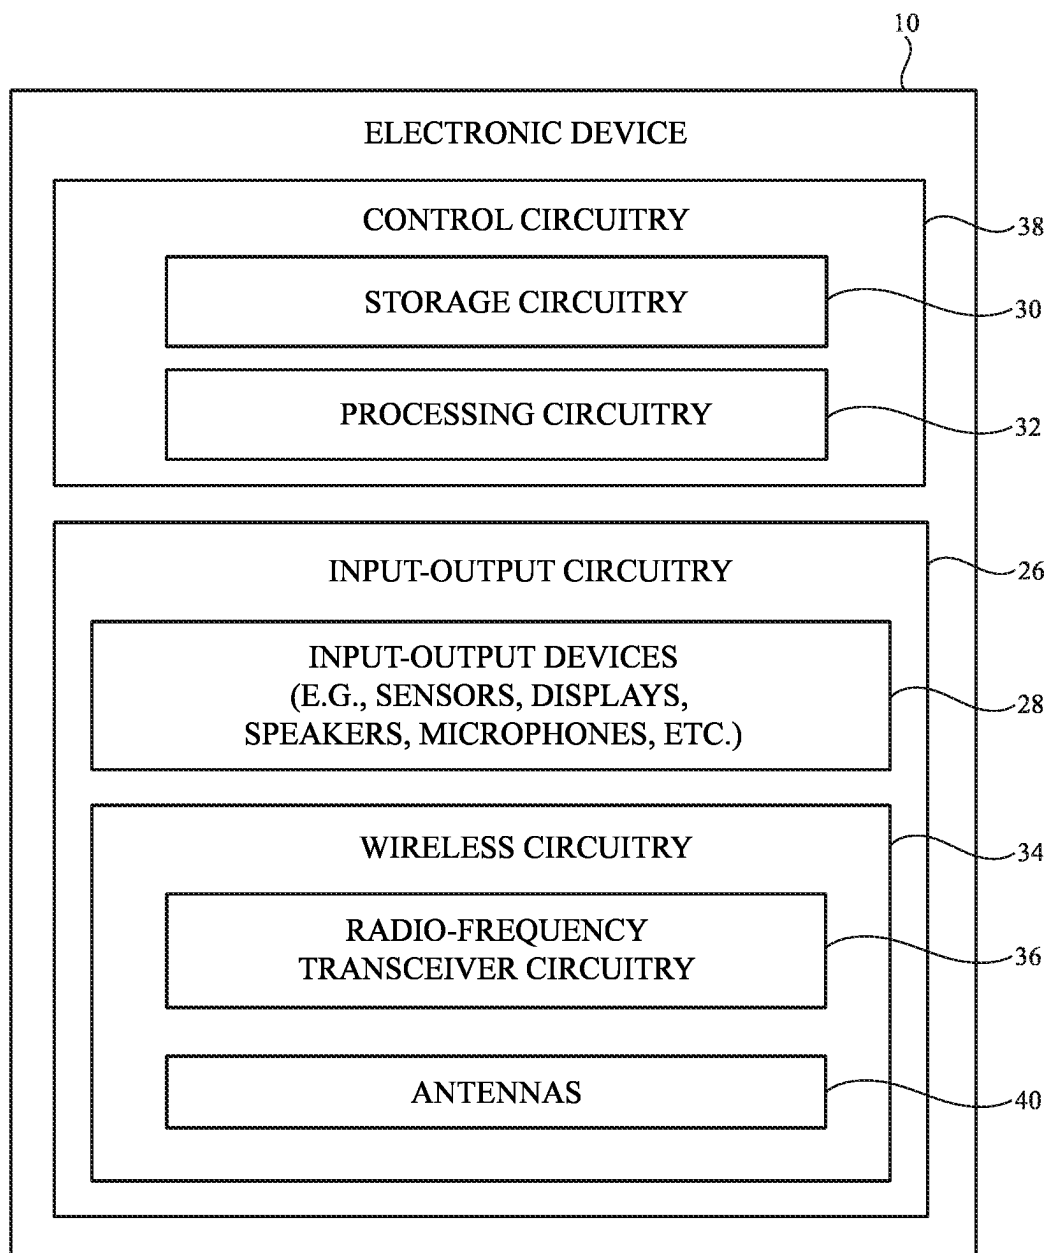 10
ELECTRONIC DEVICE
CONTROL CIRCUITRY
38
STORAGE CIRCUITRY
30
PROCESSING CIRCUITRY
32
INPUT-OUTPUT CIRCUITRY
26
INPUT-OUTPUT DEVICES
(E.G., SENSORS, DISPLAYS,
SPEAKERS, MICROPHONES, ETC.)
28
WIRELESS CIRCUITRY
34
RADIO-FREQUENCY
TRANSCEIVER CIRCUITRY
36
ANTENNAS
40